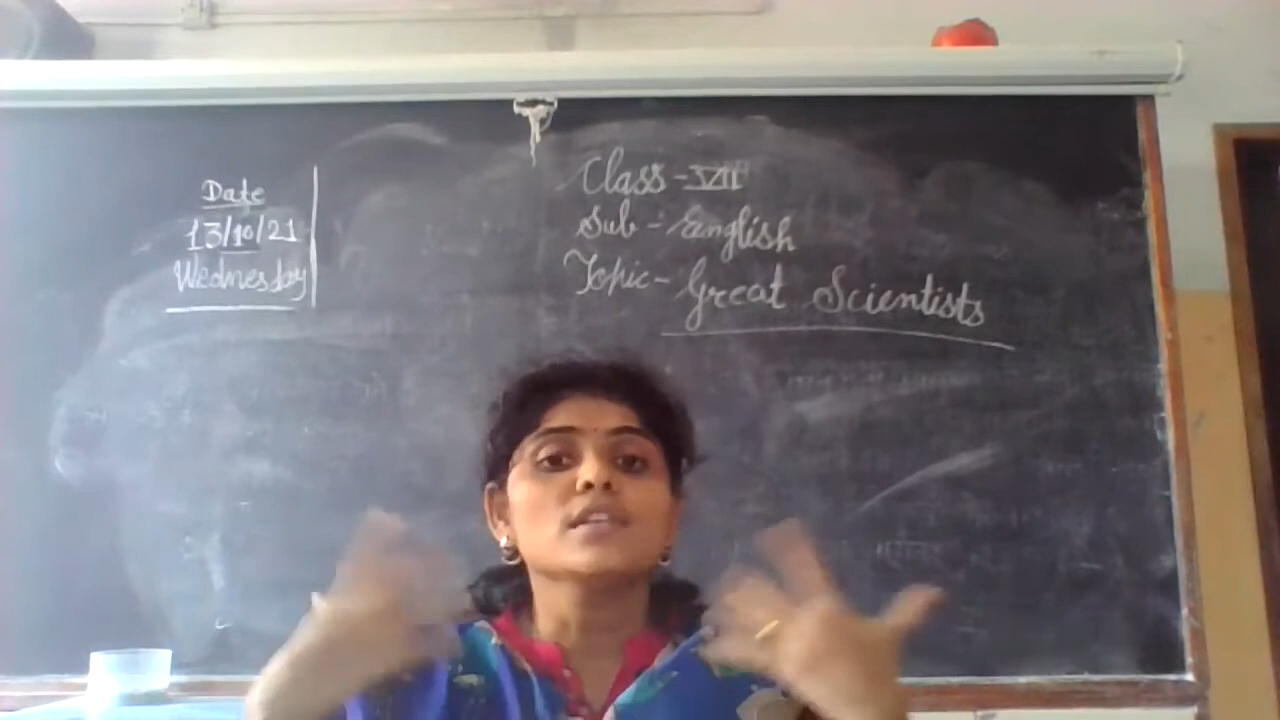 Date
13/10/21
Wednesday
Class - VII
Sub - English
Topic - Great Scientists